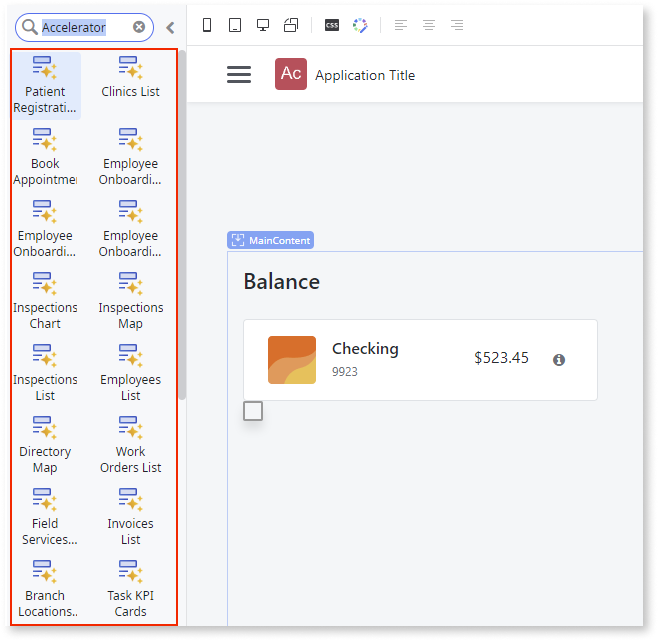 Accelerator
CSS
Ac Application Title
Patient
Registrati...
Clinics List
Book
Appointmen
Employee
Onboardi...
Employee
Onboardi...
Employee
Onboardi...
Inspections
Chart
Inspections
Map
Inspections
List
Employees
List
Directory
Map
Work
Orders List
Field
Services...
Invoices
List
Branch
Locations..
Task KPI
Cards
MainContent
Balance
Checking
9923
$523.45